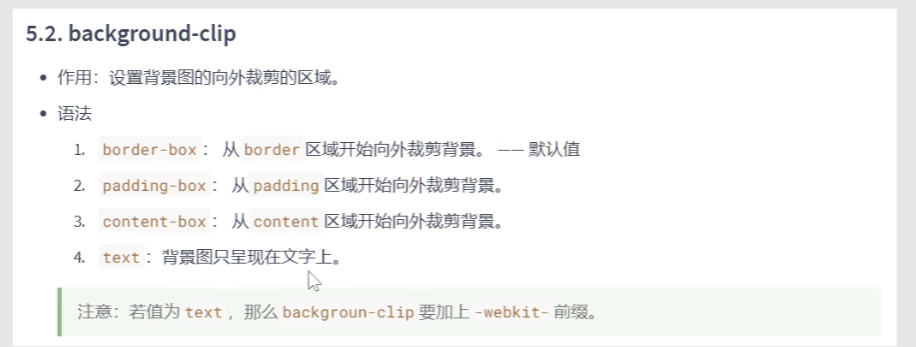 5.2. background-clip
• 作用：设置背景图的向外裁剪的区域。
• 语法
1. border-box： 从 border 区域开始向外裁剪背景。 —— 默认值
2. padding-box： 从 padding 区域开始向外裁剪背景。
3. content-box： 从 content 区域开始向外裁剪背景。
4. text：背景图只呈现在文字上。
注意：若值为 text ，那么 backgroun-clip 要加上 -webkit- 前缀。